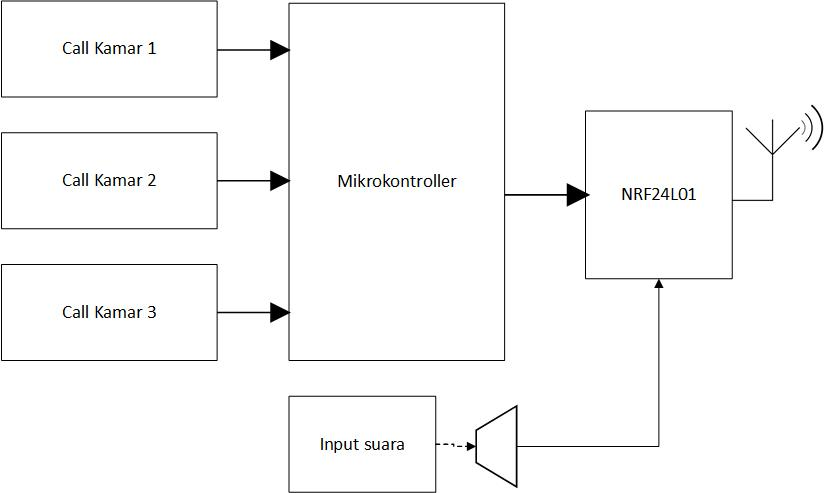 Call Kamar 1
Call Kamar 2
Mikrokontroller
NRF24L01
Call Kamar 3
Input suara